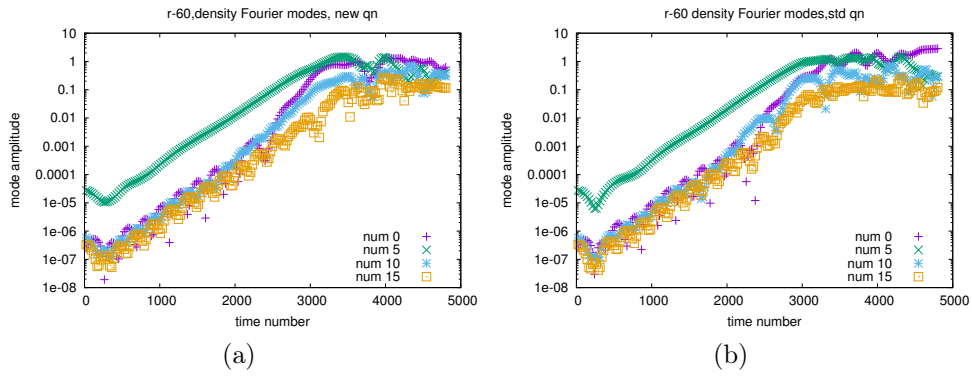 r-60,density Fourier modes, new qn
10
1
0.1
0.01
0.001
0.0001
1e-05
1e-06
1e-07
1e-08
mode amplitude
num 0
num 5
num 10
num 15
0 1000 2000 3000 4000 5000
time number
(a)
r-60 density Fourier modes,std qn
10
1
0.1
0.01
0.001
0.0001
1e-05
1e-06
1e-07
1e-08
mode amplitude
num 0
num 5
num 10
num 15
0 1000 2000 3000 4000 5000
time number
(b)